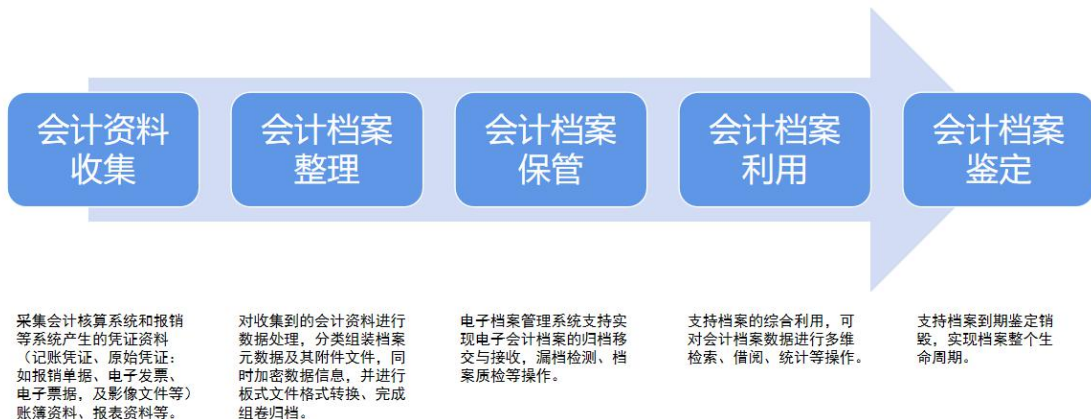 会计资料
收集
会计档案
整理
会计档案
保管
会计档案
利用
会计档案
鉴定
采集会计核算系统和报销
等系统产生的凭证资料
（记账凭证、原始凭证：
如报销单据、电子发票、
电子票据，及影像文件等）
账簿资料、报表资料等。
对收集到的会计资料进行
数据处理，分类组装档案
元数据及其附件文件，同
时加密数据信息，并进行
板式文件格式转换、完成
组卷归档。
电子档案管理系统支持实
现电子会计档案的归档移
交与接收，漏档检测、档
案质检等操作。
支持档案的综合利用，可
对会计档案数据进行多维
检索、借阅、统计等操作。
支持档案到期鉴定销
毁，实现档案整个生
命周期。